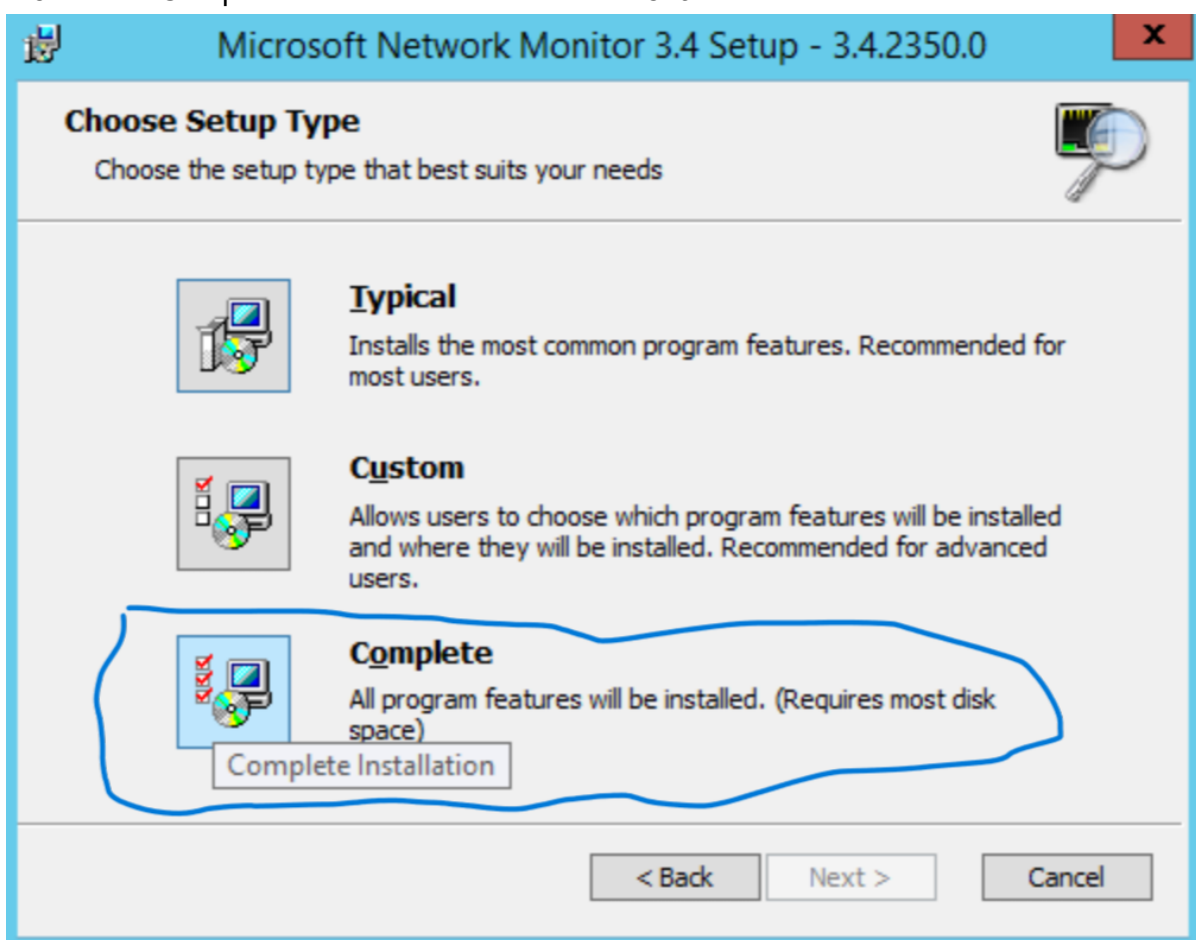 Microsoft Network Monitor 3.4 Setup - 3.4.2350.0
x
Choose Setup Type
Choose the setup type that best suits your needs
Typical
Installs the most common program features. Recommended for
most users.
Custom
Allows users to choose which program features will be installed
and where they will be installed. Recommended for advanced
users.
Complete
All program features will be installed. (Requires most disk
space)
Complete Installation
< Back
Next >
Cancel